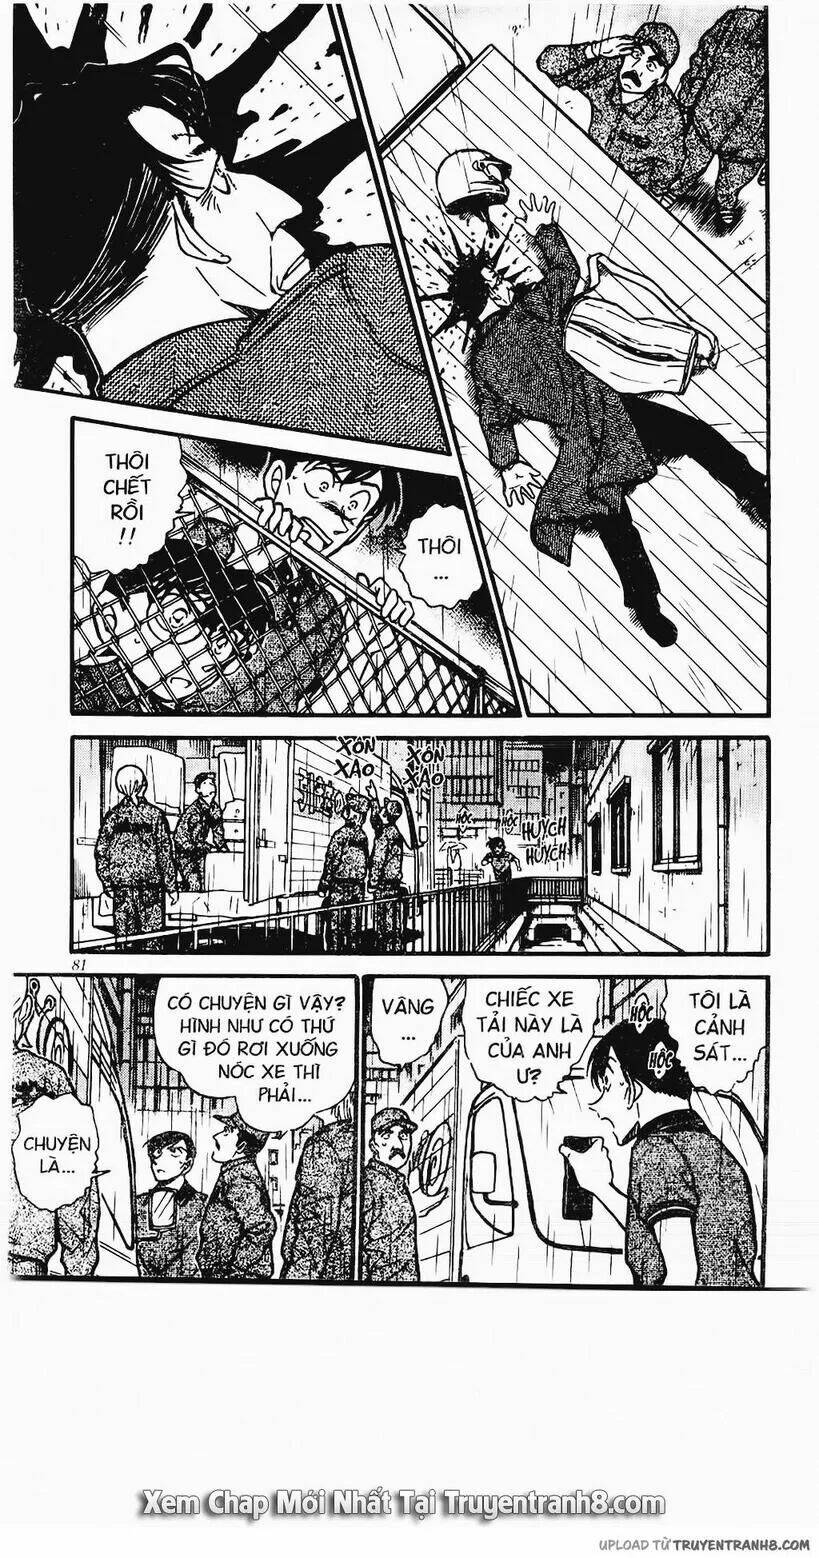 THÔI
...
THÔI
CHẾT
RỒI
!!
XÔN
XAO
XÔN
XAO
HỘC
HỘC
HUỲCH
HUỲCH
81
TÔI LÀ
CẢNH
SÁT...
HỘC
HỘC
CHIẾC XE
TẢI NÀY LÀ
CỦA ANH
Ư?
VÂNG
...
CÓ CHUYỆN GÌ VẬY?
HÌNH NHƯ CÓ THỨ
GÌ ĐÓ RƠI XUỐNG
NÓC XE THÌ
PHẢI...
CHUYỆN
LÀ...
Xem Chap Mới Nhất Tại Truyentranh8.com
UPLOAD TỪ TRUYENTRANH8.COM